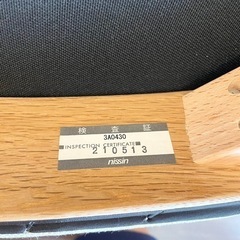 検査証
3A0430
INSPECTION CERTIFICATE
210513
nissin